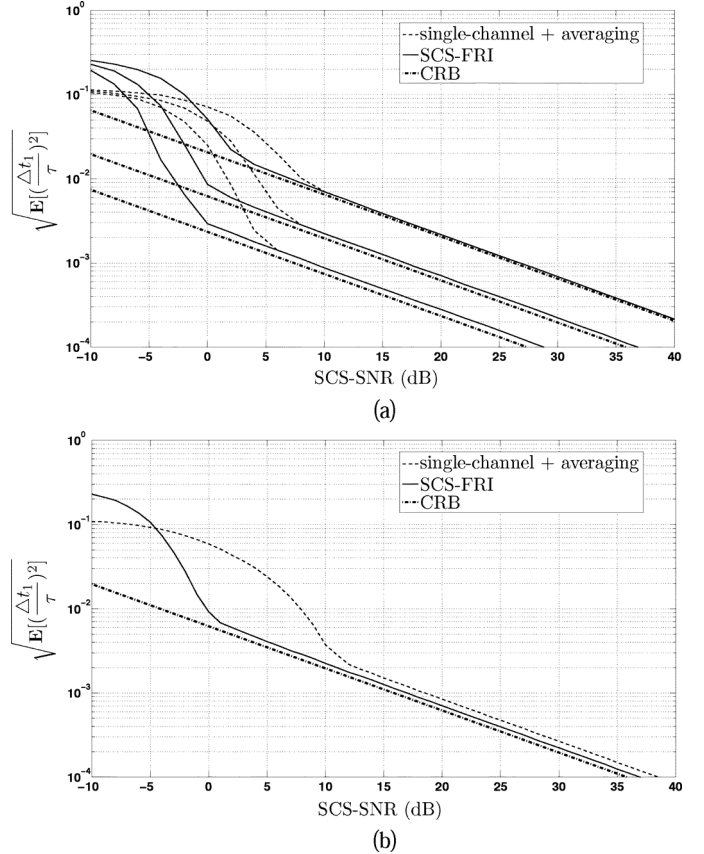 10^0
10^-1
10^-2
10^-3
10^-4
√E[(△t_1/τ)^2]
single-channel + averaging
SCS-FRI
CRB
-10 -5 0 5 10 15 20 25 30 35 40
SCS-SNR (dB)
(a)
10^0
10^-1
10^-2
10^-3
10^-4
√E[(△t_1/τ)^2]
single-channel + averaging
SCS-FRI
CRB
-10 -5 0 5 10 15 20 25 30 35 40
SCS-SNR (dB)
(b)